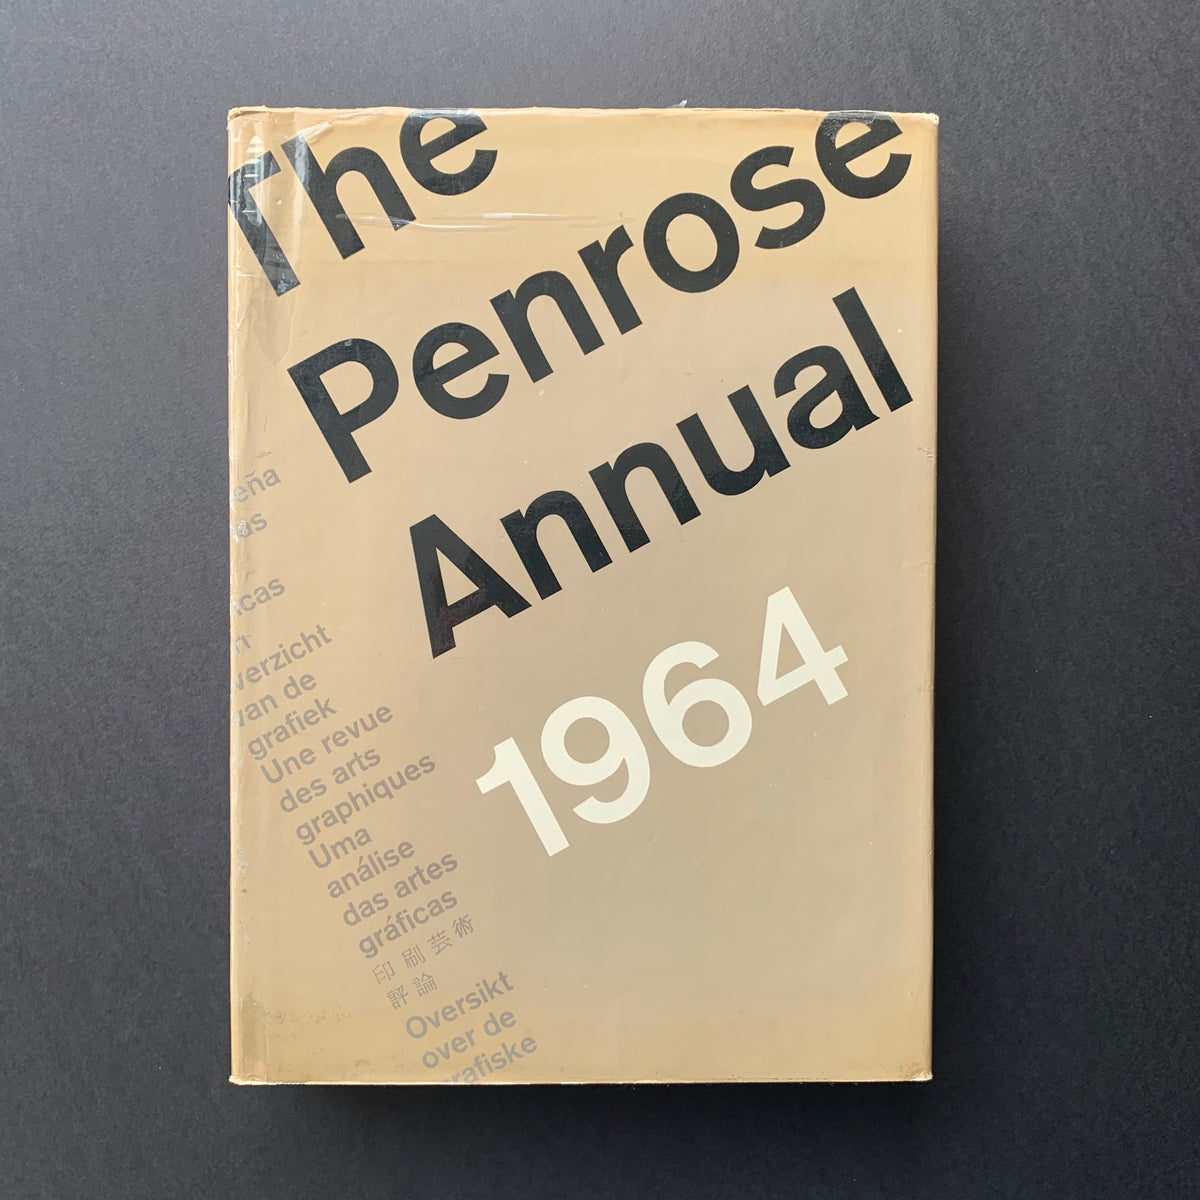 The
Penrose
Annual
1964
verzicht
van de
grafiek
Une revue
des arts
graphiques
Uma
análise
das artes
gráficas
印刷芸術
評論
Oversikt
over de
grafiske